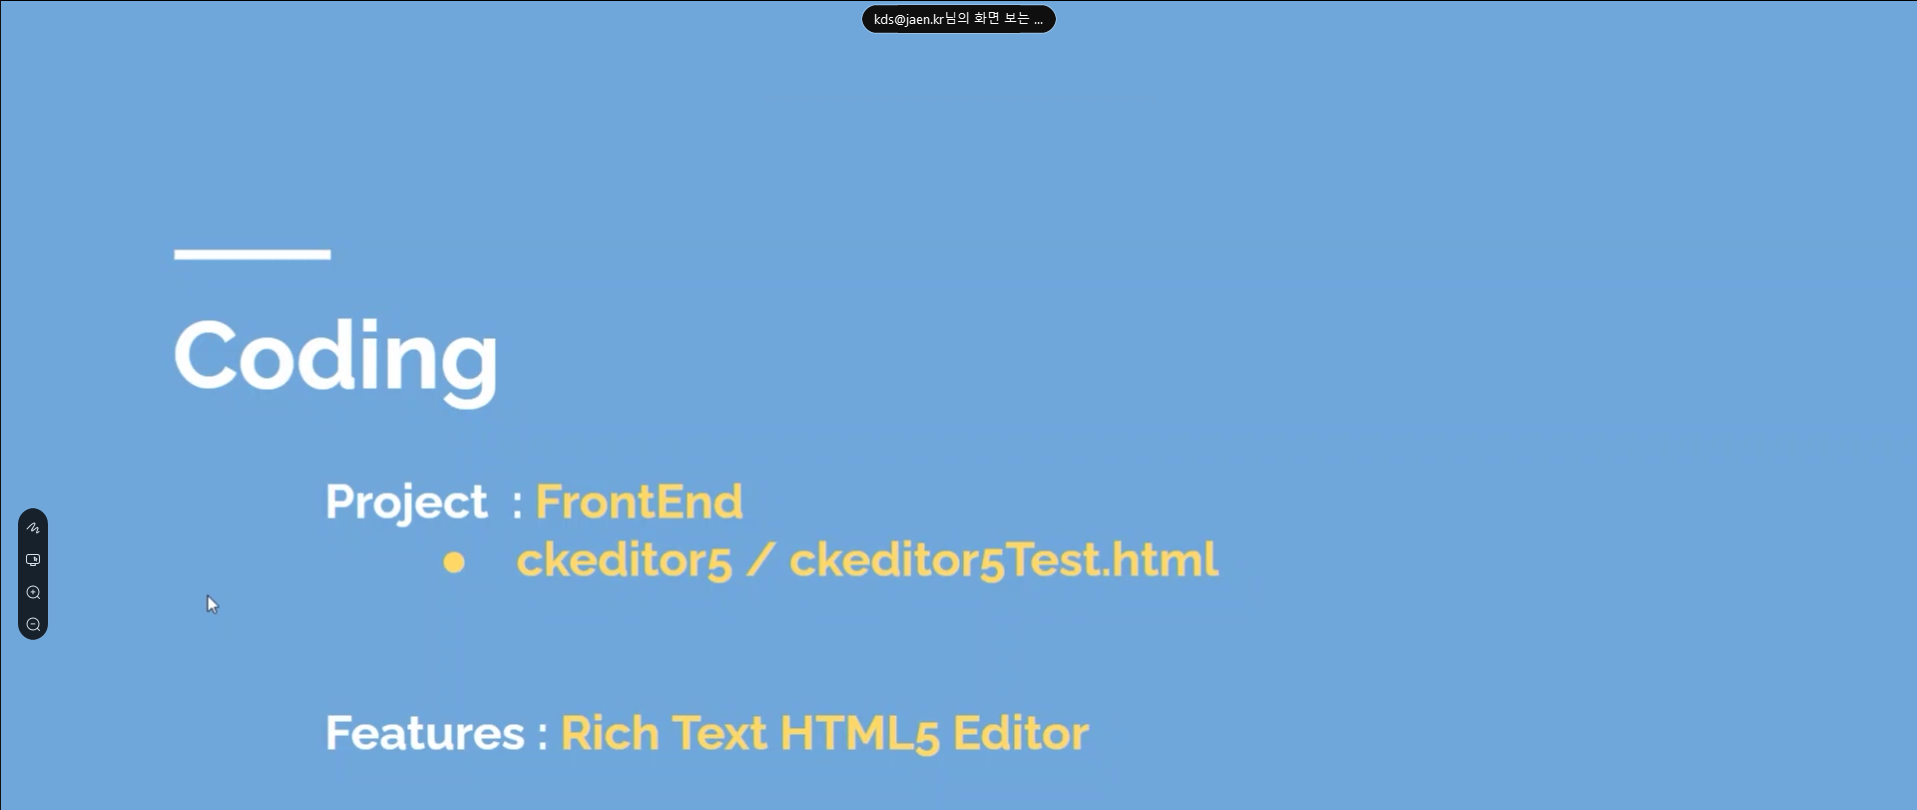 kds@jaen.kr님의 화면 보는 ...
Coding
Project : FrontEnd
● ckeditor5 / ckeditor5Test.html
Features : Rich Text HTML5 Editor